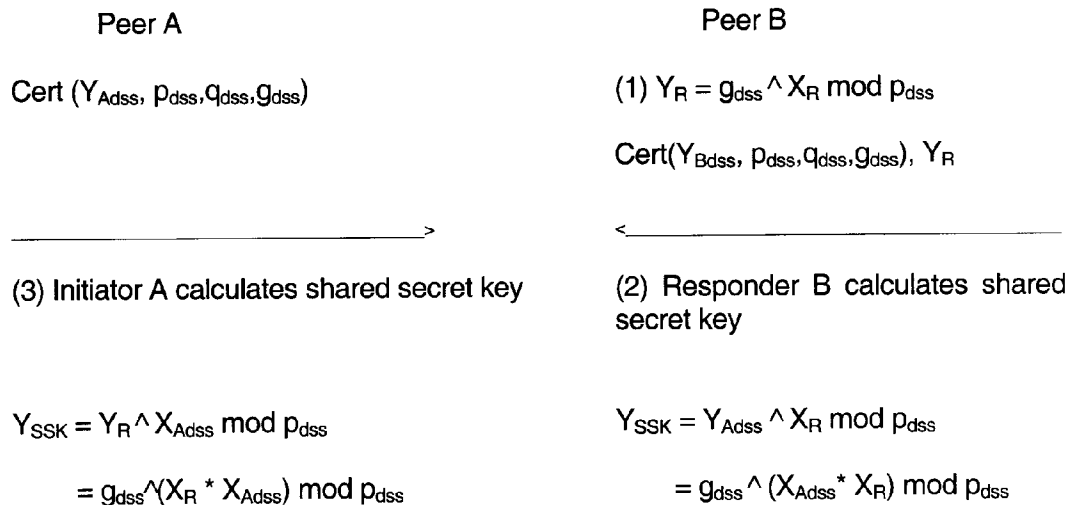 Peer A
Peer B
Cert (Y_Adss, p_dss,q_dss,g_dss)
(1) Y_R = g_dss ^ X_R mod p_dss
Cert(Y_Bdss, p_dss,q_dss,g_dss), Y_R
>
<
(3) Initiator A calculates shared secret key
(2) Responder B calculates shared
secret key
Y_SSK = Y_R ^ X_Adss mod p_dss
= g_dss^(X_R * X_Adss) mod p_dss
Y_SSK = Y_Adss ^ X_R mod p_dss
= g_dss ^ (X_Adss* X_R) mod p_dss